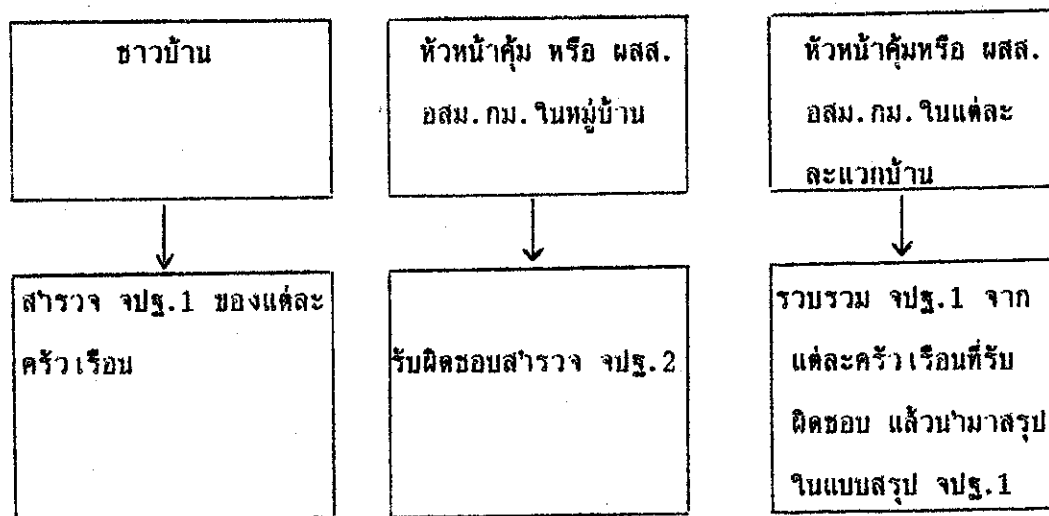 ชาวบ้าน
หัวหน้าคุ้ม หรือ ผสส.
อสม.กม.ในหมู่บ้าน
หัวหน้าคุ้มหรือ ผสส.
อสม.กม.ในแต่ละ
ละแวกบ้าน
สำรวจ จปฐ.1 ของแต่ละ
ครัวเรือน
รับผิดชอบสำรวจ จปฐ.2
รวบรวม จปฐ.1 จาก
แต่ละครัวเรือนที่รับ
ผิดชอบ แล้วนำมาสรุป
ในแบบสรุป จปฐ.1